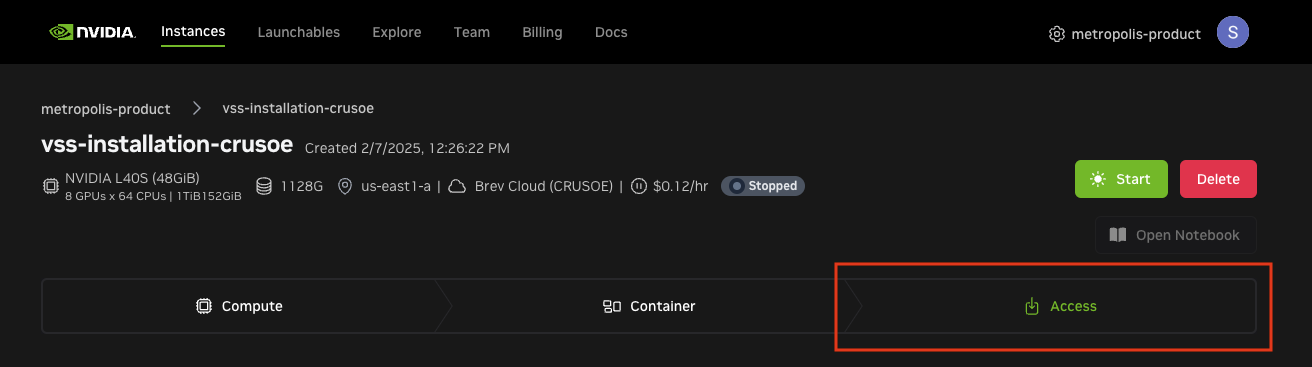 NVIDIA.
Instances
Launchables
Explore
Team
Billing
Docs
metropolis-product
S
metropolis-product
vss-installation-crusoe
vss-installation-crusoe
Created 2/7/2025, 12:26:22 PM
NVIDIA L40S (48GiB)
8 GPUs x 64 CPUs | 1TiB152GiB
1128G
us-east1-a |
Brev Cloud (CRUSOE) |
$0.12/hr
Stopped
Start
Delete
Open Notebook
Compute
Container
Access